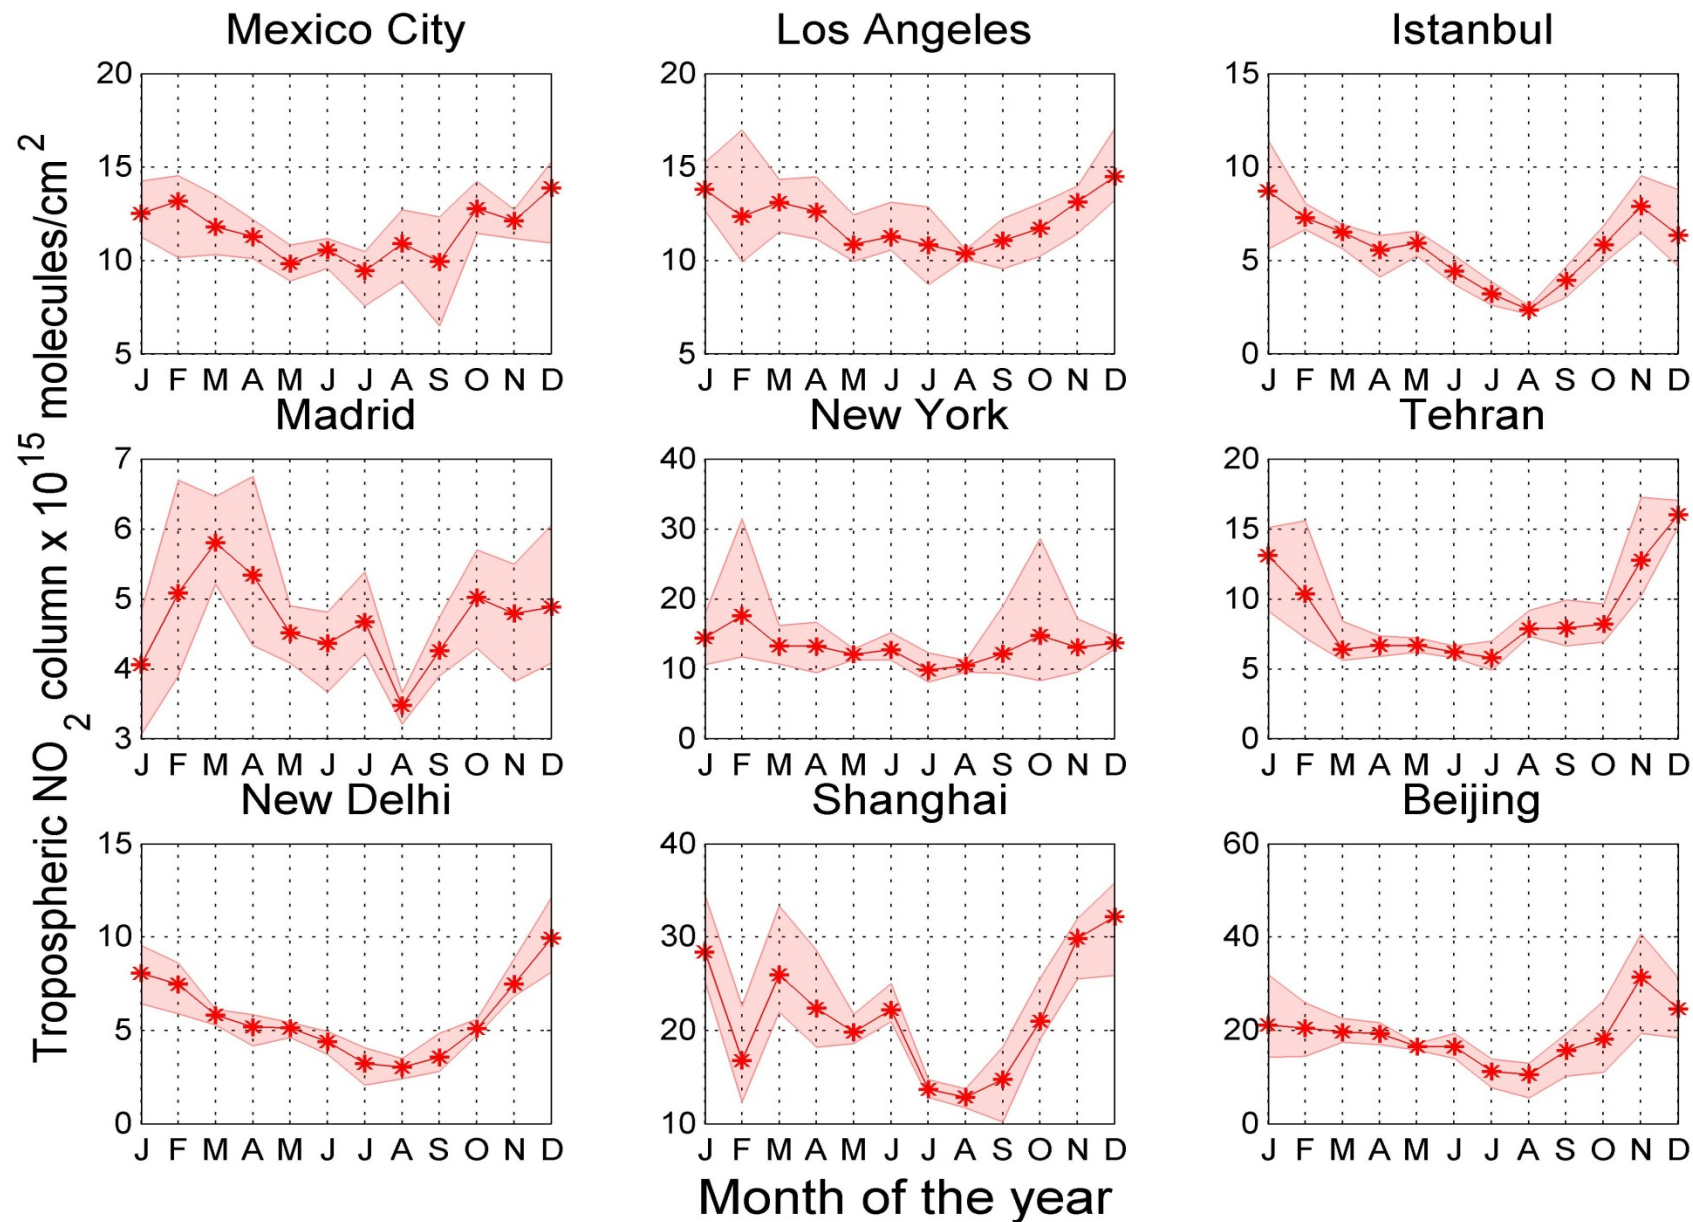 Mexico City
Los Angeles
Istanbul
20
15
10
5
J F M A M J J A S O N D
20
15
10
5
J F M A M J J A S O N D
15
10
5
0
J F M A M J J A S O N D
Tropospheric NO2 column x 10^15 molecules/cm^2
Madrid
New York
Tehran
7
6
5
4
3
J F M A M J J A S O N D
40
30
20
10
0
J F M A M J J A S O N D
20
15
10
5
0
J F M A M J J A S O N D
New Delhi
Shanghai
Beijing
15
10
5
0
J F M A M J J A S O N D
40
30
20
10
J F M A M J J A S O N D
60
40
20
0
J F M A M J J A S O N D
Month of the year